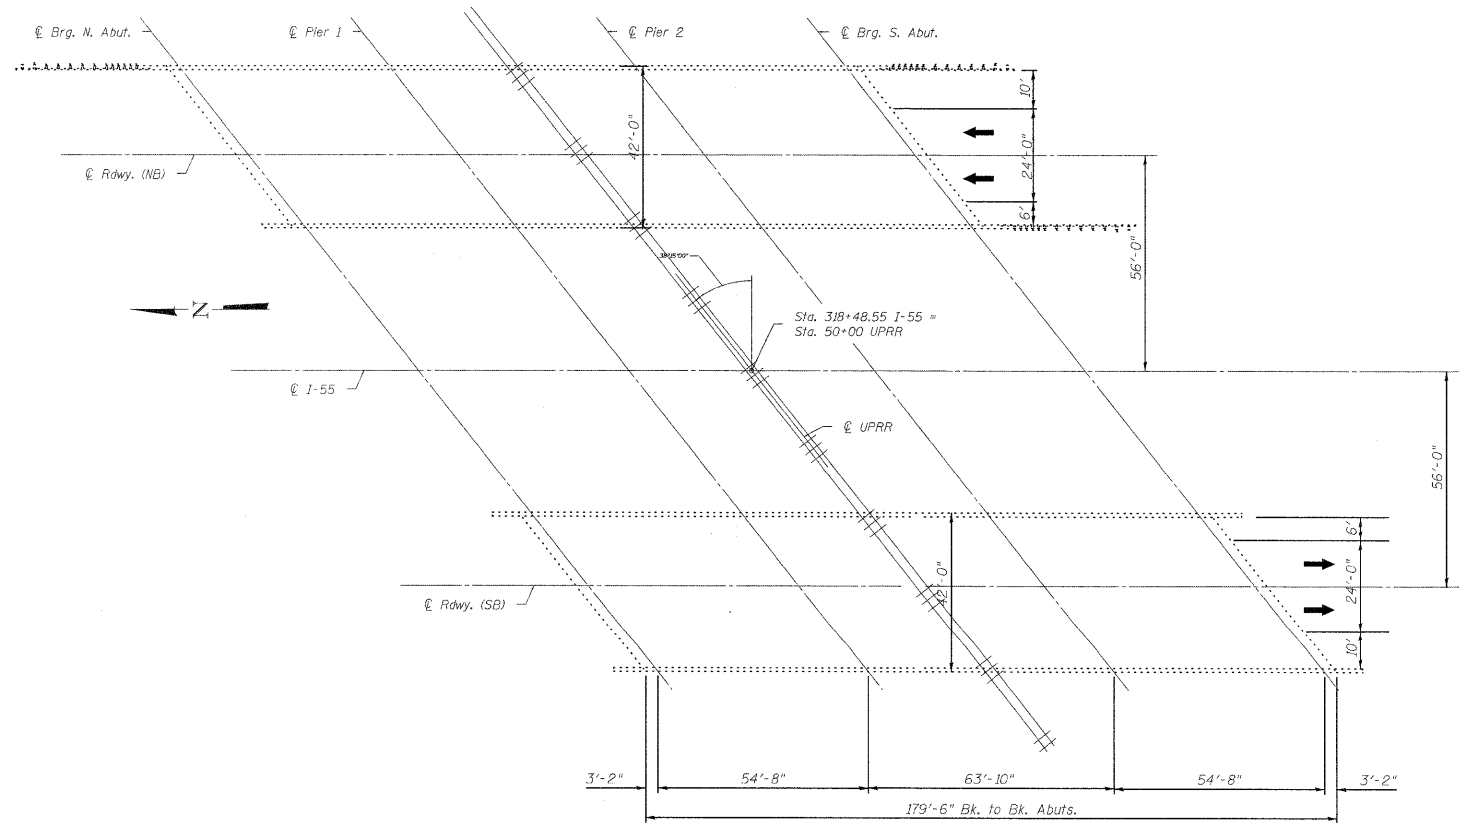 ℄ Brg. N. Abut.
℄ Pier 1
℄ Pier 2
℄ Brg. S. Abut.
10'
42'-0"
24'-0"
℄ Rdwy. (NB)
6'
56'-0"
N
Sta. 318+48.55 I-55 =
Sta. 50+00 UPRR
℄ I-55
℄ UPRR
56'-0"
6'
42'-0"
24'-0"
℄ Rdwy. (SB)
10'
3'-2"
54'-8"
63'-10"
54'-8"
3'-2"
179'-6" Bk. to Bk. Abuts.